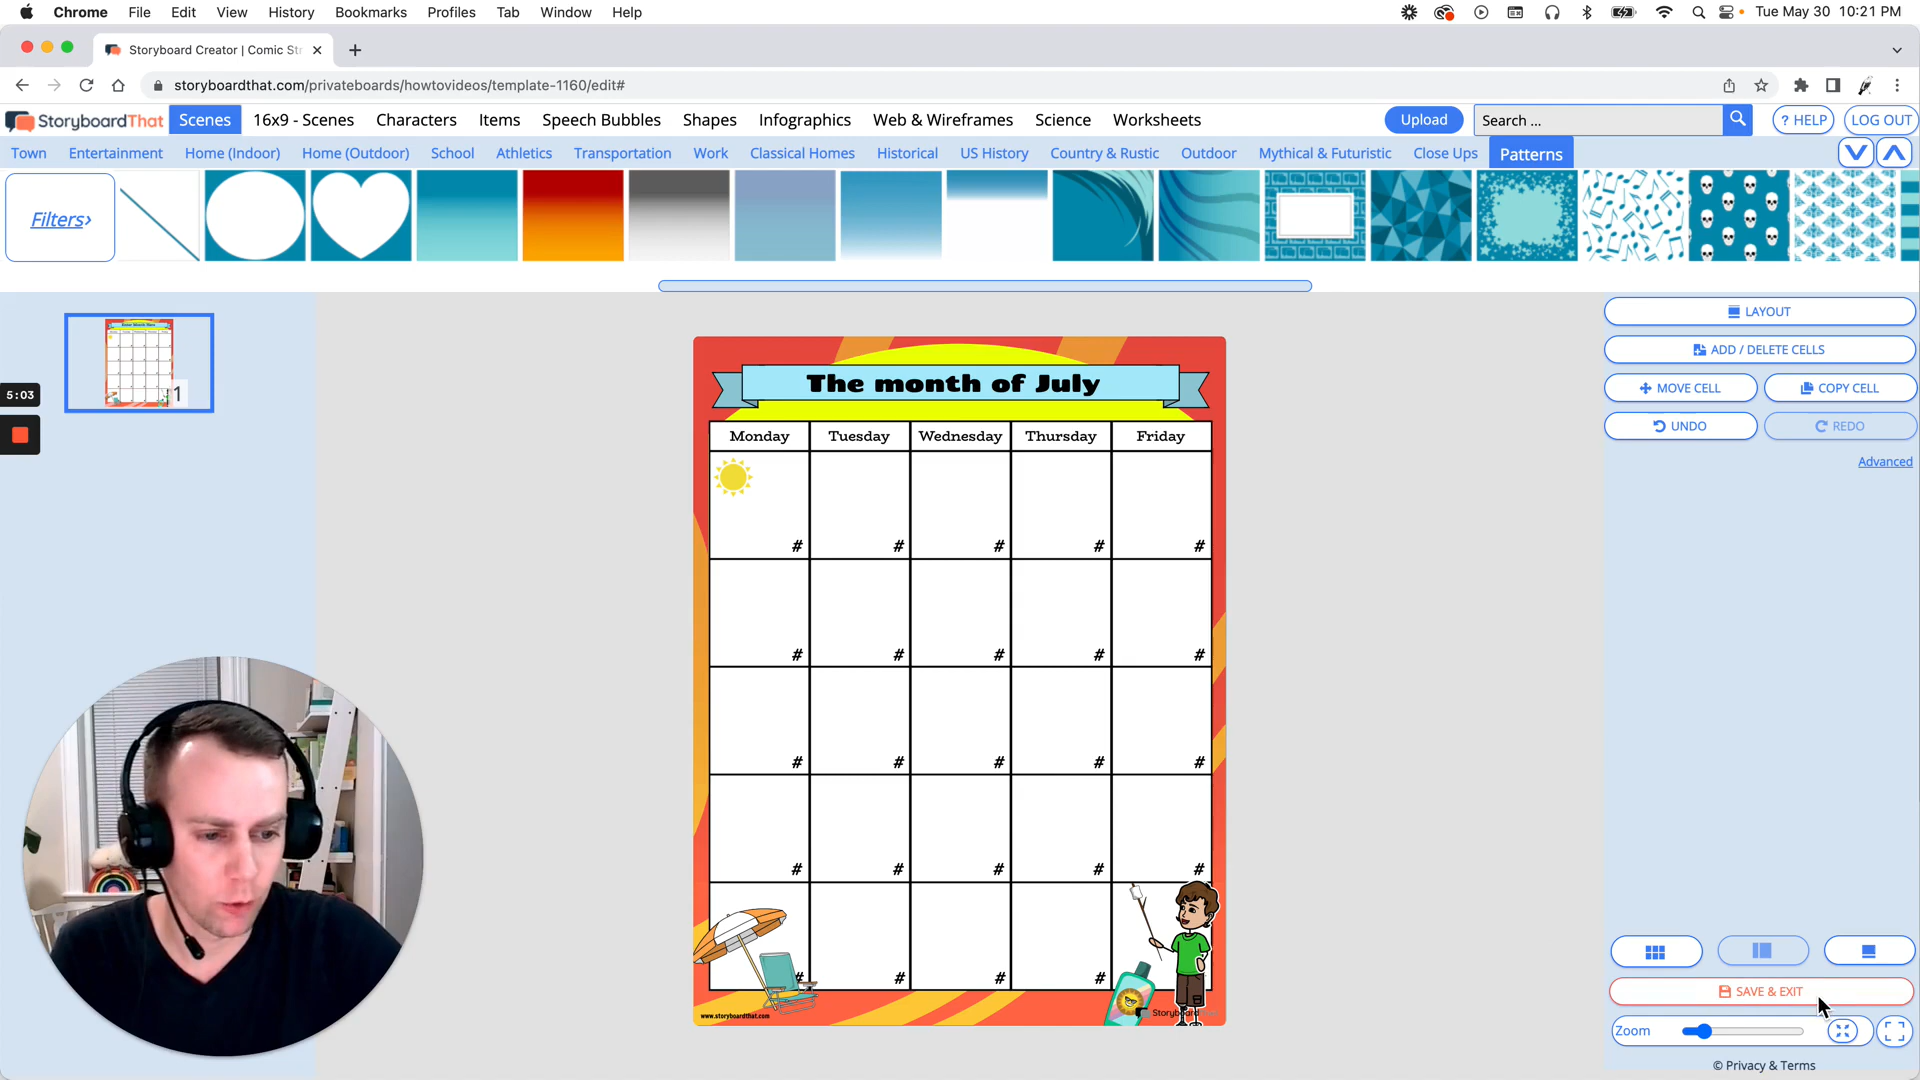 Chrome File Edit View History Bookmarks Profiles Tab Window Help Tue May 30 10:21 PM
Storyboard Creator | Comic St
storyboardthat.com/privateboards/howtovideos/template-1160/edit#
StoryboardThat Scenes 16x9 - Scenes Characters Items Speech Bubbles Shapes Infographics Web & Wireframes Science Worksheets Upload Search ... ? HELP LOG OUT
Town Entertainment Home (Indoor) Home (Outdoor) School Athletics Transportation Work Classical Homes Historical US History Country & Rustic Outdoor Mythical & Futuristic Close Ups Patterns
Filters›
LAYOUT
ADD / DELETE CELLS
MOVE CELL COPY CELL
UNDO REDO
Advanced
1
5:03
The month of July
Monday Tuesday Wednesday Thursday Friday
# # # # #
# # # # #
# # # # #
# # # # #
# # # #
www.storyboardthat.com
SAVE & EXIT
Zoom
© Privacy & Terms